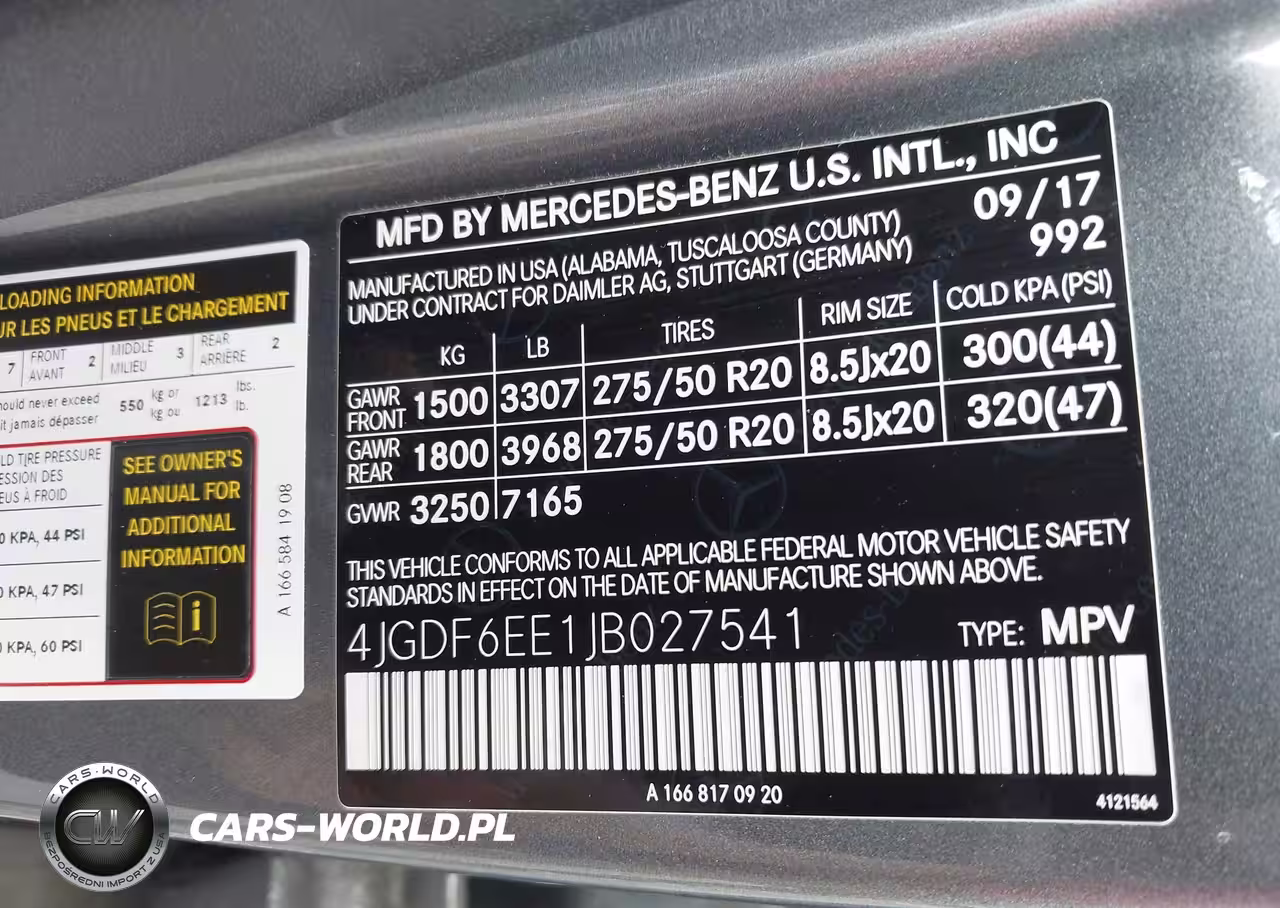 LOADING INFORMATION
UR LES PNEUS ET LE CHARGEMENT
7 FRONT AVANT 2 MIDDLE MILIEU 3 REAR ARRIÈRE 2
ould never exceed
it jamais dépasser
550 kg or kg ou 1213 lbs. lb.
LD TIRE PRESSURE
ESSION DES
EUS À FROID
0 KPA, 44 PSI
0 KPA, 47 PSI
0 KPA, 60 PSI
SEE OWNER'S
MANUAL FOR
ADDITIONAL
INFORMATION
A 166 584 19 08
MFD BY MERCEDES-BENZ U.S. INTL., INC
MANUFACTURED IN USA (ALABAMA, TUSCALOOSA COUNTY) 09/17
UNDER CONTRACT FOR DAIMLER AG, STUTTGART (GERMANY) 992
KG LB TIRES RIM SIZE COLD KPA (PSI)
GAWR FRONT 1500 3307 275/50 R20 8.5Jx20 300(44)
GAWR REAR 1800 3968 275/50 R20 8.5Jx20 320(47)
GVWR 3250 7165
THIS VEHICLE CONFORMS TO ALL APPLICABLE FEDERAL MOTOR VEHICLE SAFETY
STANDARDS IN EFFECT ON THE DATE OF MANUFACTURE SHOWN ABOVE.
4JGDF6EE1JB027541 TYPE: MPV
A 166 817 09 20
4121564
CARS-WORLD
CW
BEZPOŚREDNI IMPORT Z USA
CARS-WORLD.PL